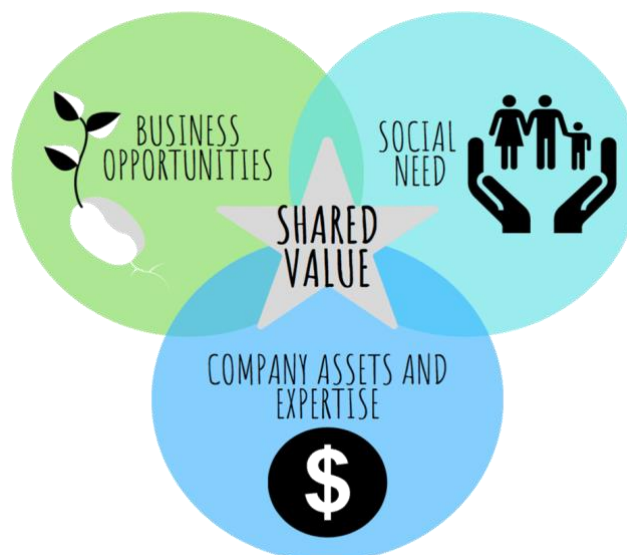 BUSINESS
OPPORTUNITIES
SOCIAL
NEED
SHARED
VALUE
COMPANY ASSETS AND
EXPERTISE
$